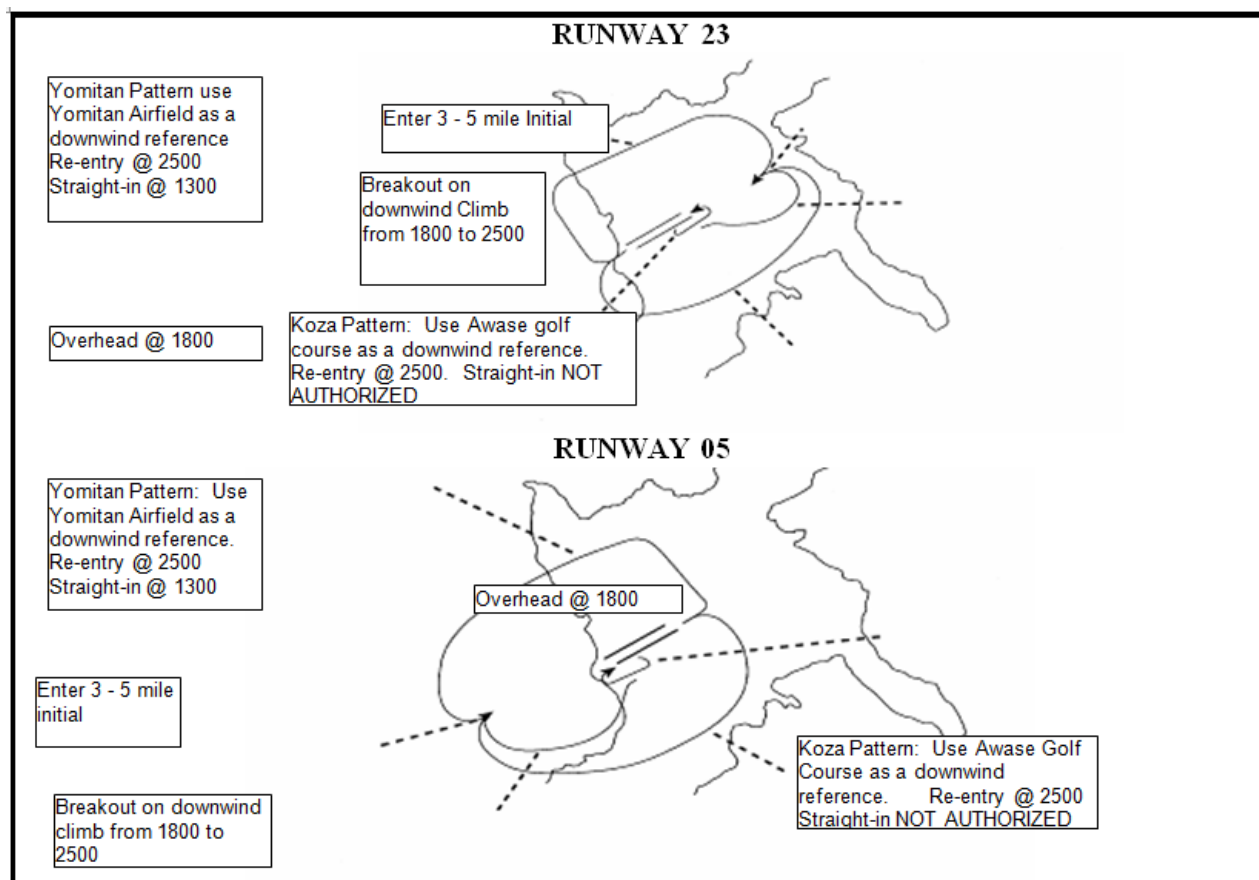 RUNWAY 23
Yomitan Pattern use
Yomitan Airfield as a
downwind reference
Re-entry @ 2500
Straight-in @ 1300
Enter 3 - 5 mile Initial
Breakout on
downwind Climb
from 1800 to 2500
Overhead @ 1800
Koza Pattern: Use Awase golf
course as a downwind reference.
Re-entry @ 2500. Straight-in NOT
AUTHORIZED
RUNWAY 05
Yomitan Pattern: Use
Yomitan Airfield as a
downwind reference.
Re-entry @ 2500
Straight-in @ 1300
Overhead @ 1800
Enter 3 - 5 mile
initial
Koza Pattern: Use Awase Golf
Course as a downwind
reference. Re-entry @ 2500
Straight-in NOT AUTHORIZED
Breakout on downwind
climb from 1800 to
2500